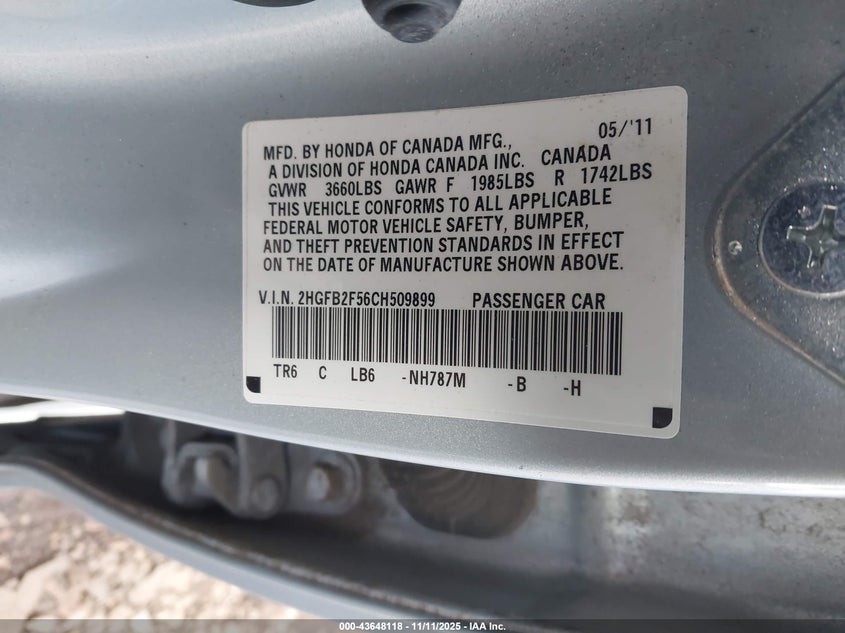 05/'11
MFD. BY HONDA OF CANADA MFG.,
A DIVISION OF HONDA CANADA INC. CANADA
GVWR 3660LBS GAWR F 1985LBS R 1742LBS
THIS VEHICLE CONFORMS TO ALL APPLICABLE
FEDERAL MOTOR VEHICLE SAFETY, BUMPER,
AND THEFT PREVENTION STANDARDS IN EFFECT
ON THE DATE OF MANUFACTURE SHOWN ABOVE.
V.I.N. 2HGFB2F56CH509899 PASSENGER CAR
TR6 C LB6 -NH787M -B -H
000-43648118 - 11/11/2025 - IAA Inc.